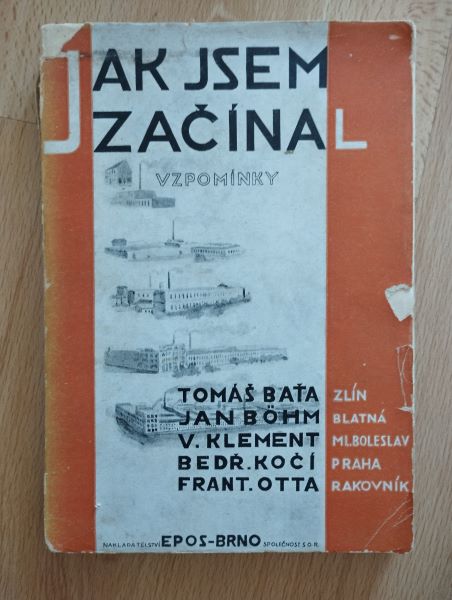 JAK JSEM
ZAČÍNAL
VZPOMÍNKY
TOMÁŠ BAŤA ZLÍN
JAN BÖHM BLATNÁ
V. KLEMENT ML. BOLESLAV
BEDŘ. KOČÍ PRAHA
FRANT. OTTA RAKOVNÍK
NAKLADATELSTVÍ EPOS-BRNO SPOLEČNOST S.O.R.